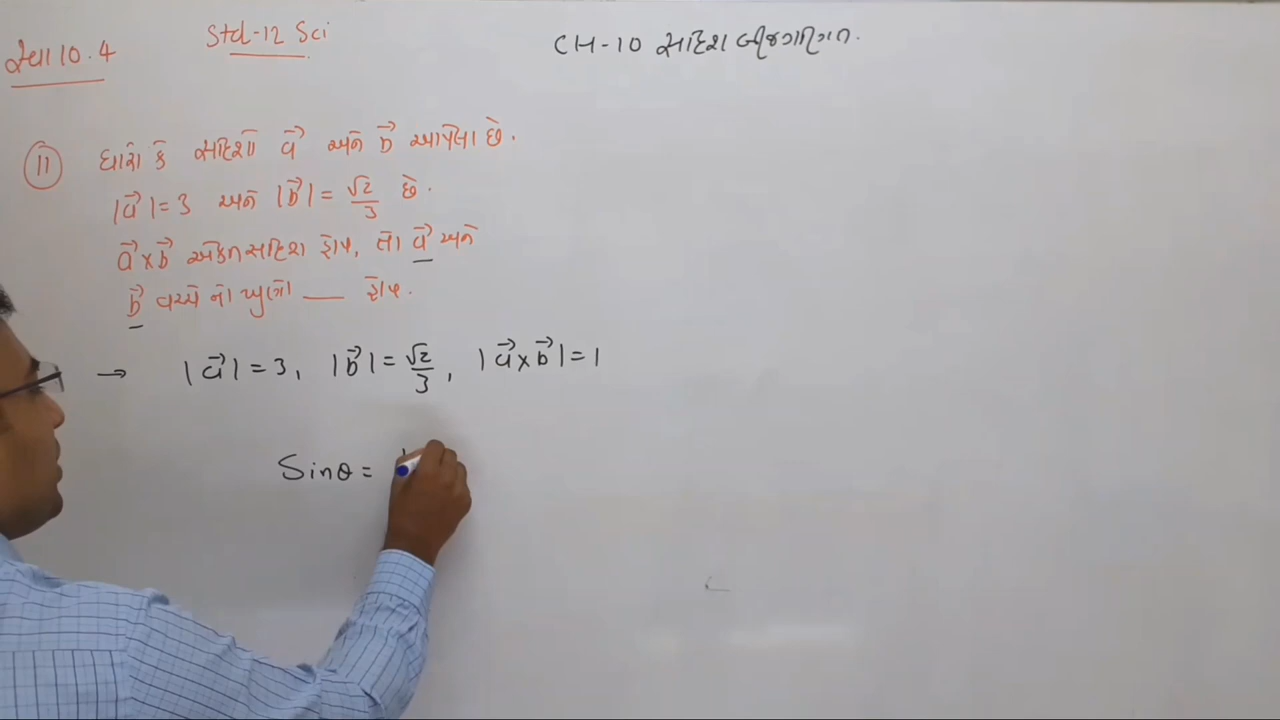 સ્વા 10.4
Std-12 Sci
CH-10 સદિશ બીજગણિત.
11 ધારો કે સદિશો a⃗ અને b⃗ આપેલા છે.
|a⃗| = 3 અને |b⃗| = √2/3 છે.
a⃗ × b⃗ એકમ સદિશ હોય, તો a⃗ અને
b⃗ વચ્ચે નો ખુણો ___ હોય.
→ |a⃗| = 3, |b⃗| = √2/3, |a⃗ × b⃗| = 1
Sinθ =